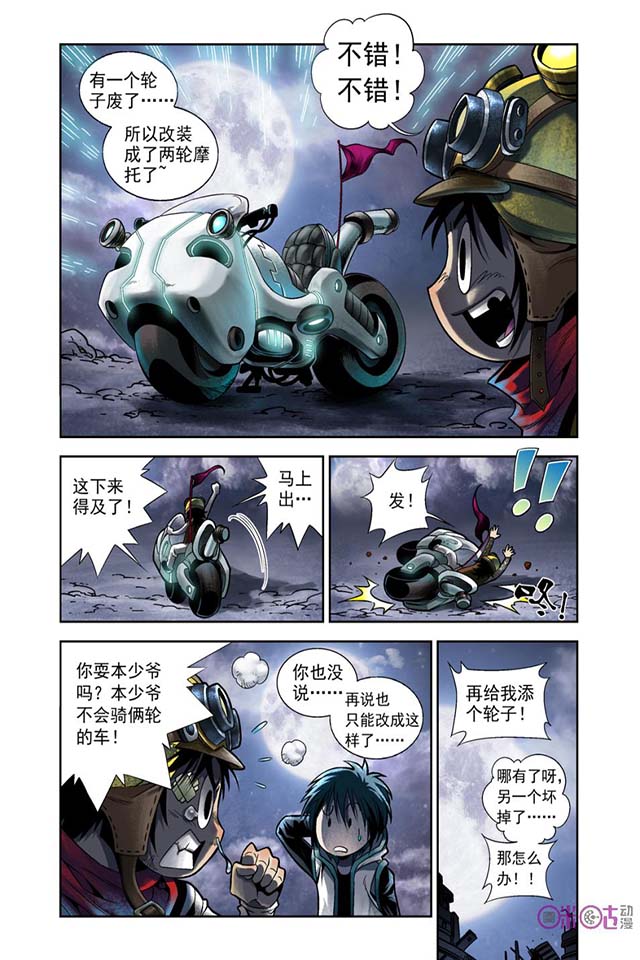 有一个轮
子废了……
所以改装
成了两轮摩
托了~
不错！
不错！
这下来
得及了！
马上
出…
发！
!!
咚！
你耍本少爷
吗？本少爷
不会骑俩轮
的车！
你也没
说……
再说也
只能改成这
样了……
再给我添
个轮子！
哪有了呀，
另一个坏
掉了……
那怎么
办！！
咪咕动漫